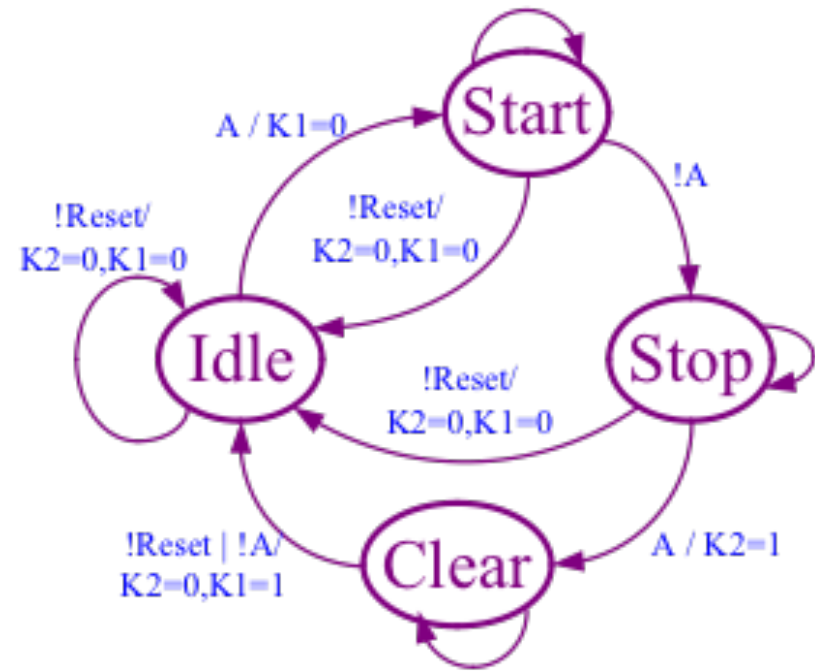 Start
A / K1=0
!A
!Reset/
K2=0,K1=0
!Reset/
K2=0,K1=0
Idle
Stop
!Reset/
K2=0,K1=0
!Reset | !A/
K2=0,K1=1
Clear
A / K2=1